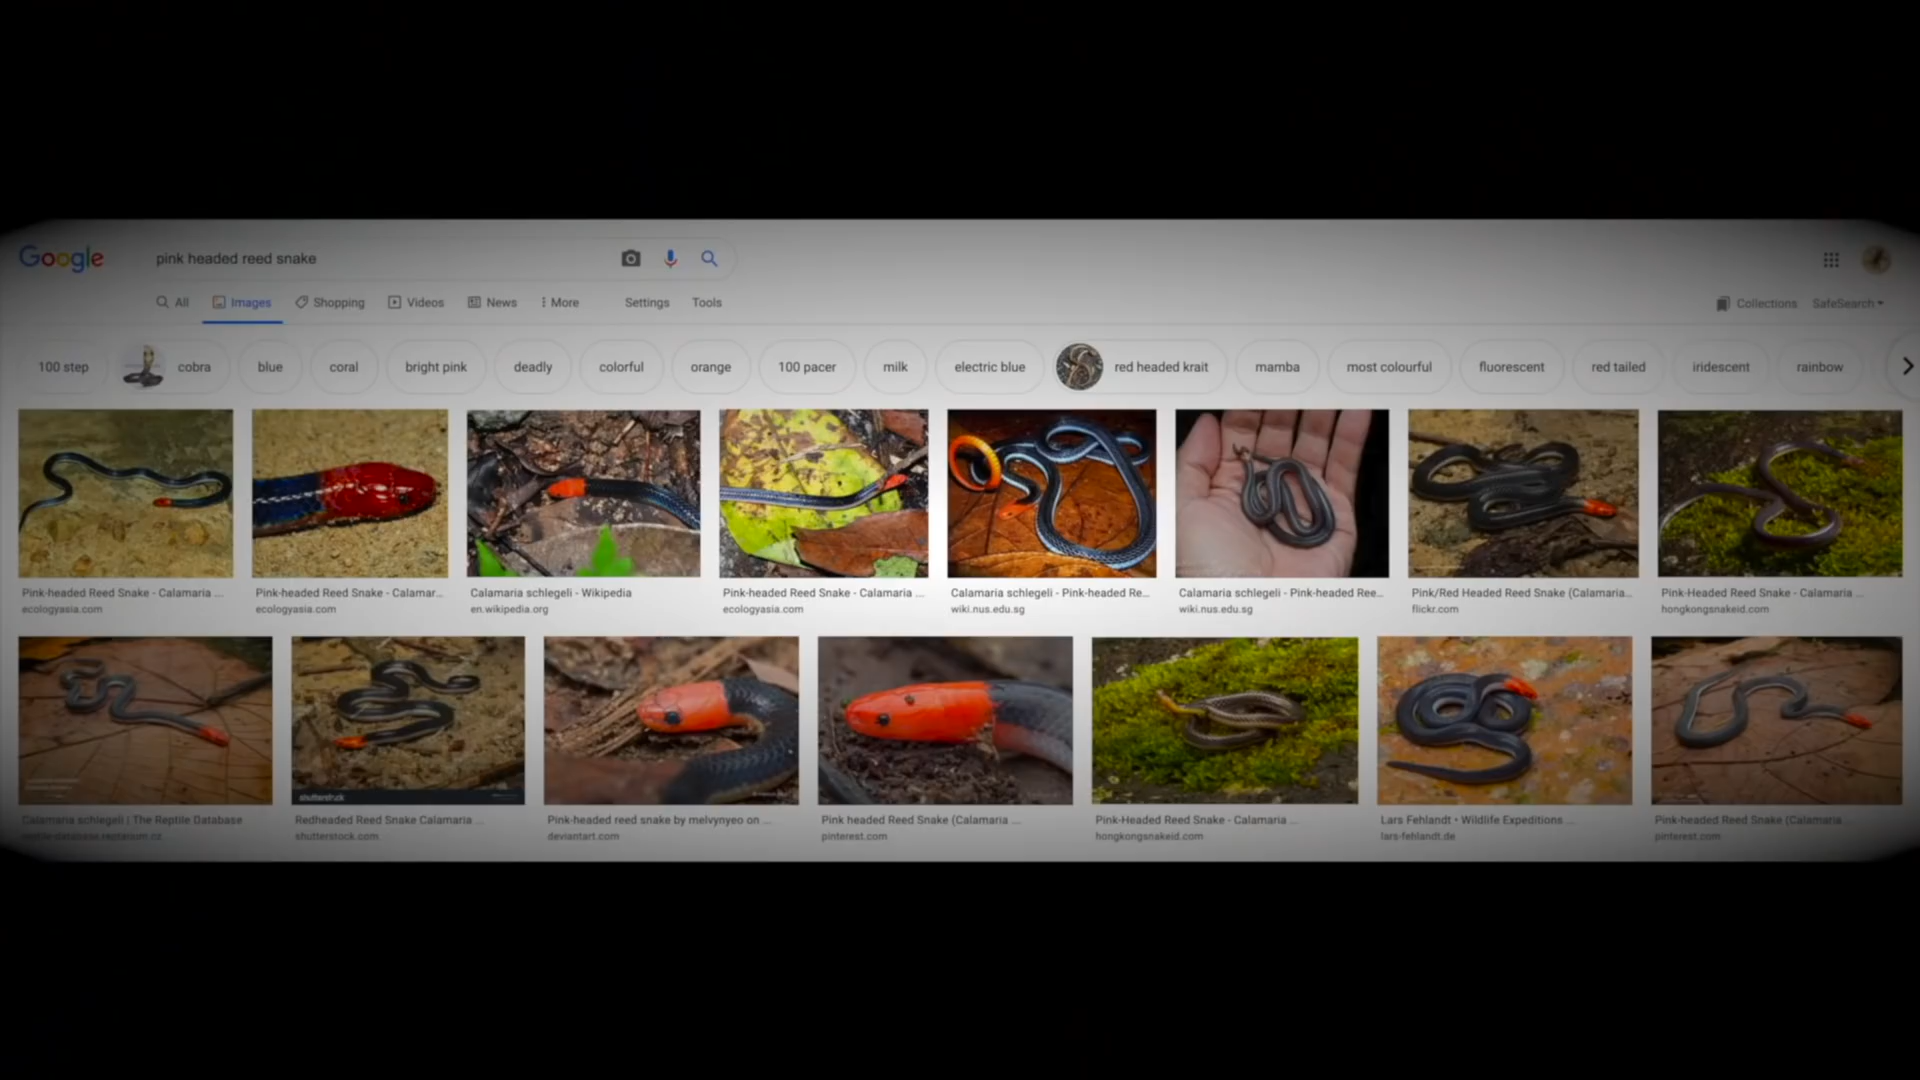 Google
pink headed reed snake
All Images Shopping Videos News More Settings Tools
Collections SafeSearch
100 step cobra blue coral bright pink deadly colorful orange 100 pacer milk electric blue red headed krait mamba most colourful fluorescent red tailed iridescent rainbow
Pink-headed Reed Snake - Calamaria ...
ecologyasia.com
Pink-headed Reed Snake - Calamar...
ecologyasia.com
Calamaria schlegeli - Wikipedia
en.wikipedia.org
Pink-headed Reed Snake - Calamaria ...
ecologyasia.com
Calamaria schlegeli - Pink-headed Re...
wiki.nus.edu.sg
Calamaria schlegeli - Pink-headed Ree...
wiki.nus.edu.sg
Pink/Red Headed Reed Snake (Calamaria...
flickr.com
Pink-Headed Reed Snake - Calamaria ...
hongkongsnakeid.com
shutterstock
Calamaria schlegeli | The Reptile Database
reptile-database.reptarium.cz
Redheaded Reed Snake Calamaria ...
shutterstock.com
Pink-headed reed snake by melvynyeo on ...
deviantart.com
Pink headed Reed Snake (Calamaria ...
pinterest.com
Pink-Headed Reed Snake - Calamaria ...
hongkongsnakeid.com
Lars Fehlandt • Wildlife Expeditions ...
lars-fehlandt.de
Pink-headed Reed Snake (Calamaria ...
pinterest.com